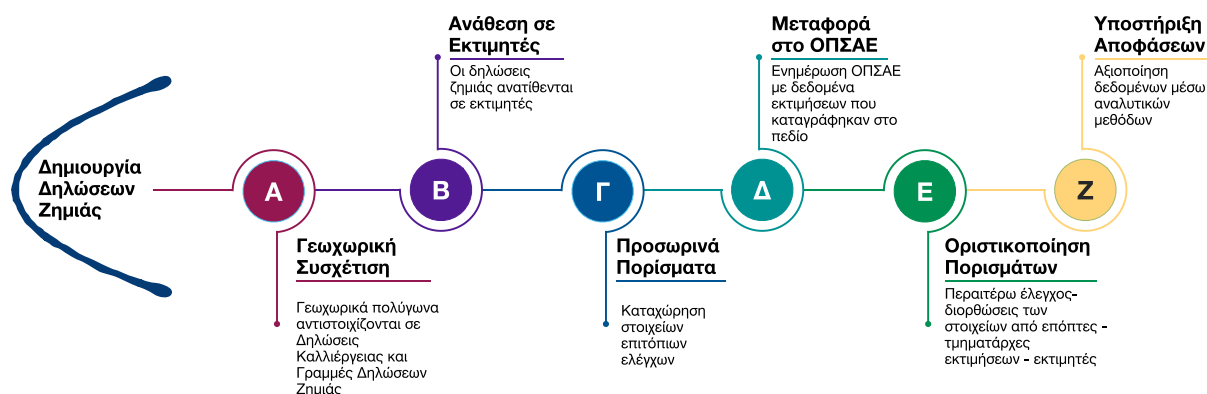 Δημιουργία
Δηλώσεων
Ζημιάς
Α
Γεωχωρική
Συσχέτιση
Γεωχωρικά πολύγωνα
αντιστοιχίζονται σε
Δηλώσεις
Καλλιέργειας και
Γραμμές Δηλώσεων
Ζημιάς
Β
Ανάθεση σε
Εκτιμητές
Οι δηλώσεις
ζημιάς ανατίθενται
σε εκτιμητές
Γ
Προσωρινά
Πορίσματα
Καταχώρηση
στοιχείων
επιτόπιων
ελέγχων
Δ
Μεταφορά
στο ΟΠΣΑΕ
Ενημέρωση ΟΠΣΑΕ
με δεδομένα
εκτιμήσεων που
καταγράφηκαν στο
πεδίο
Ε
Οριστικοποίηση
Πορισμάτων
Περαιτέρω έλεγχος-
διορθώσεις των
στοιχείων από επόπτες -
τμηματάρχες
εκτιμήσεων - εκτιμητές
Ζ
Υποστήριξη
Αποφάσεων
Αξιοποίηση
δεδομένων μέσω
αναλυτικών
μεθόδων